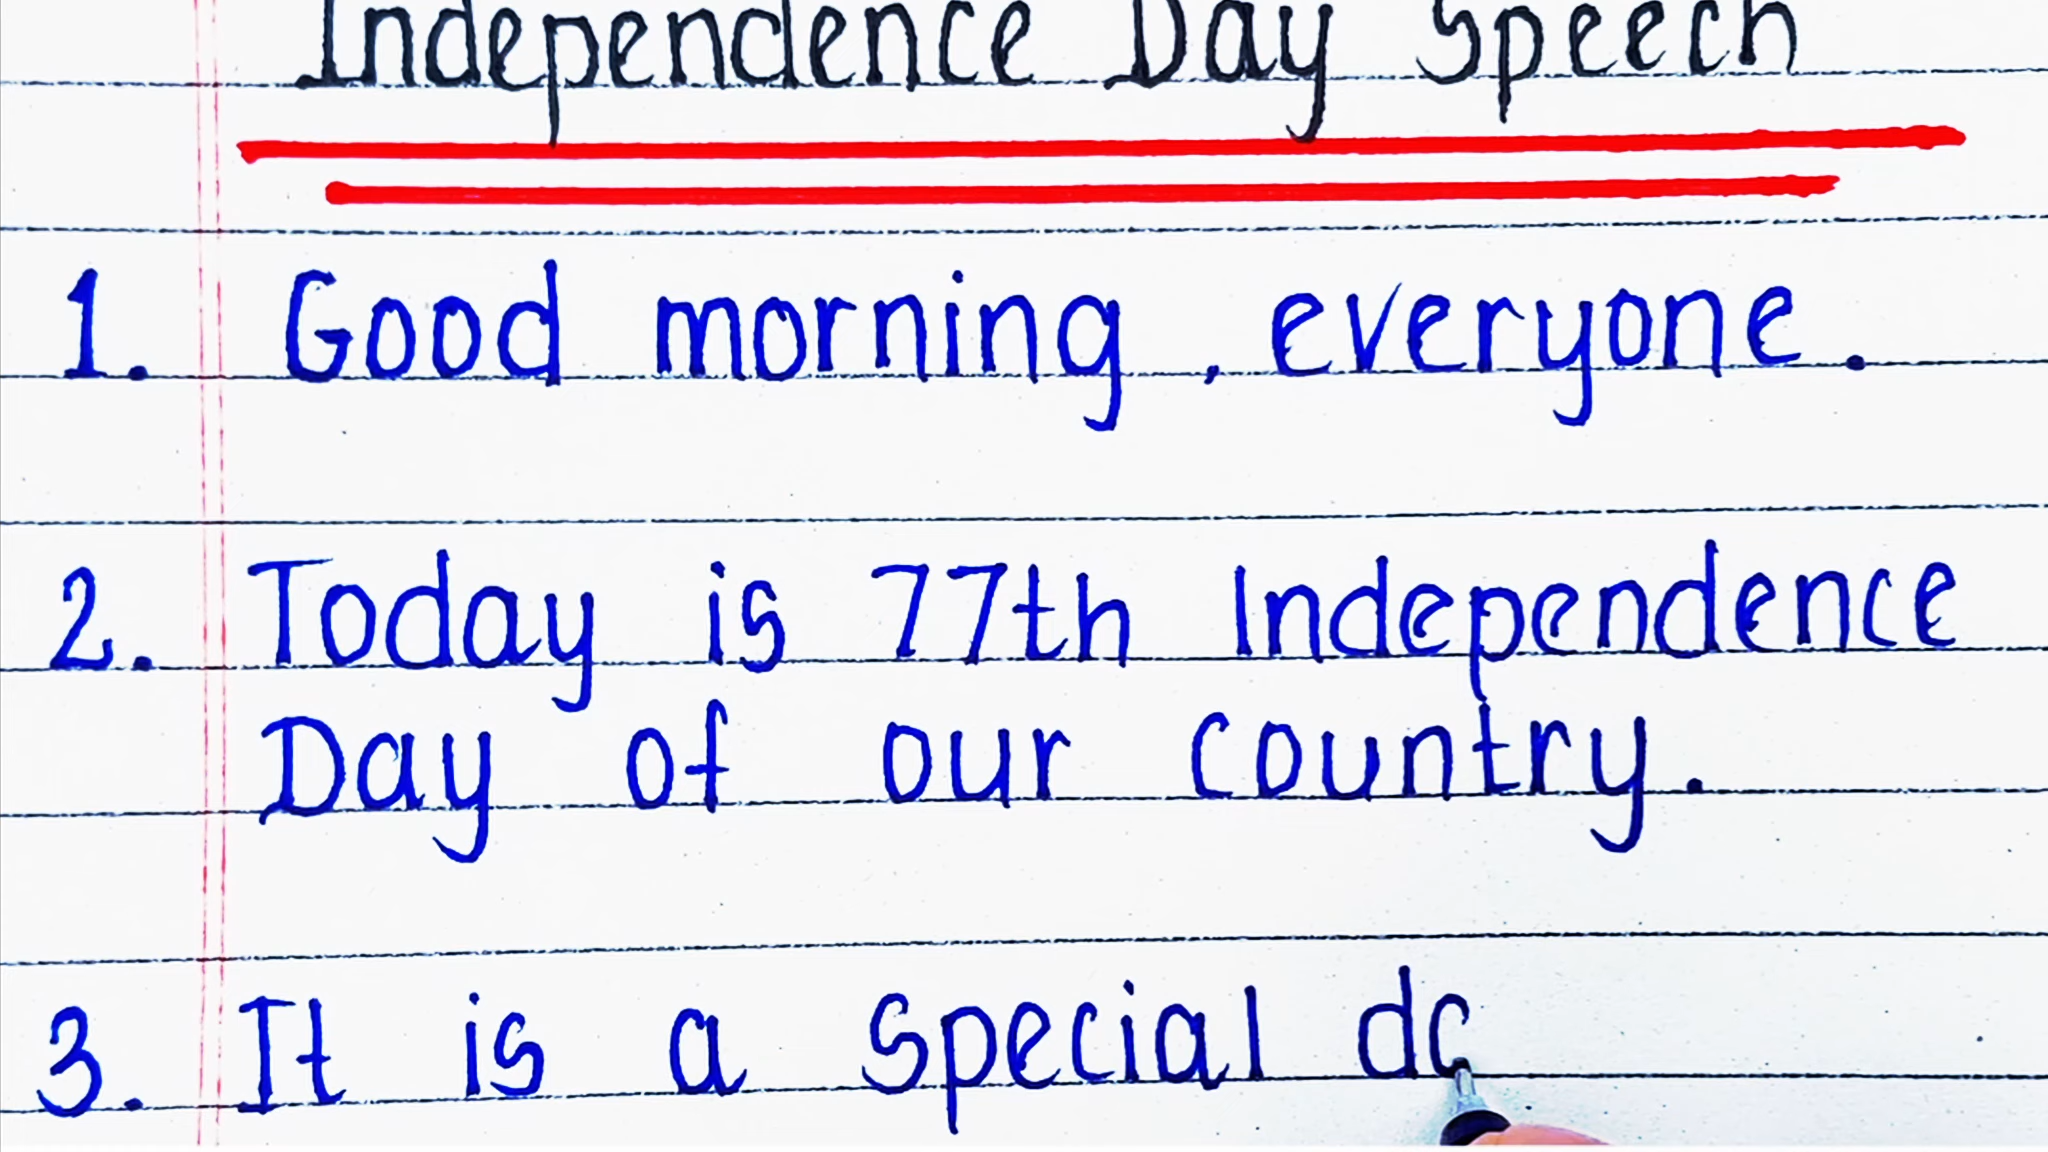 Independence Day Speech
1. Good morning, everyone.
2. Today is 77th Independence
Day of our country.
3. It is a special